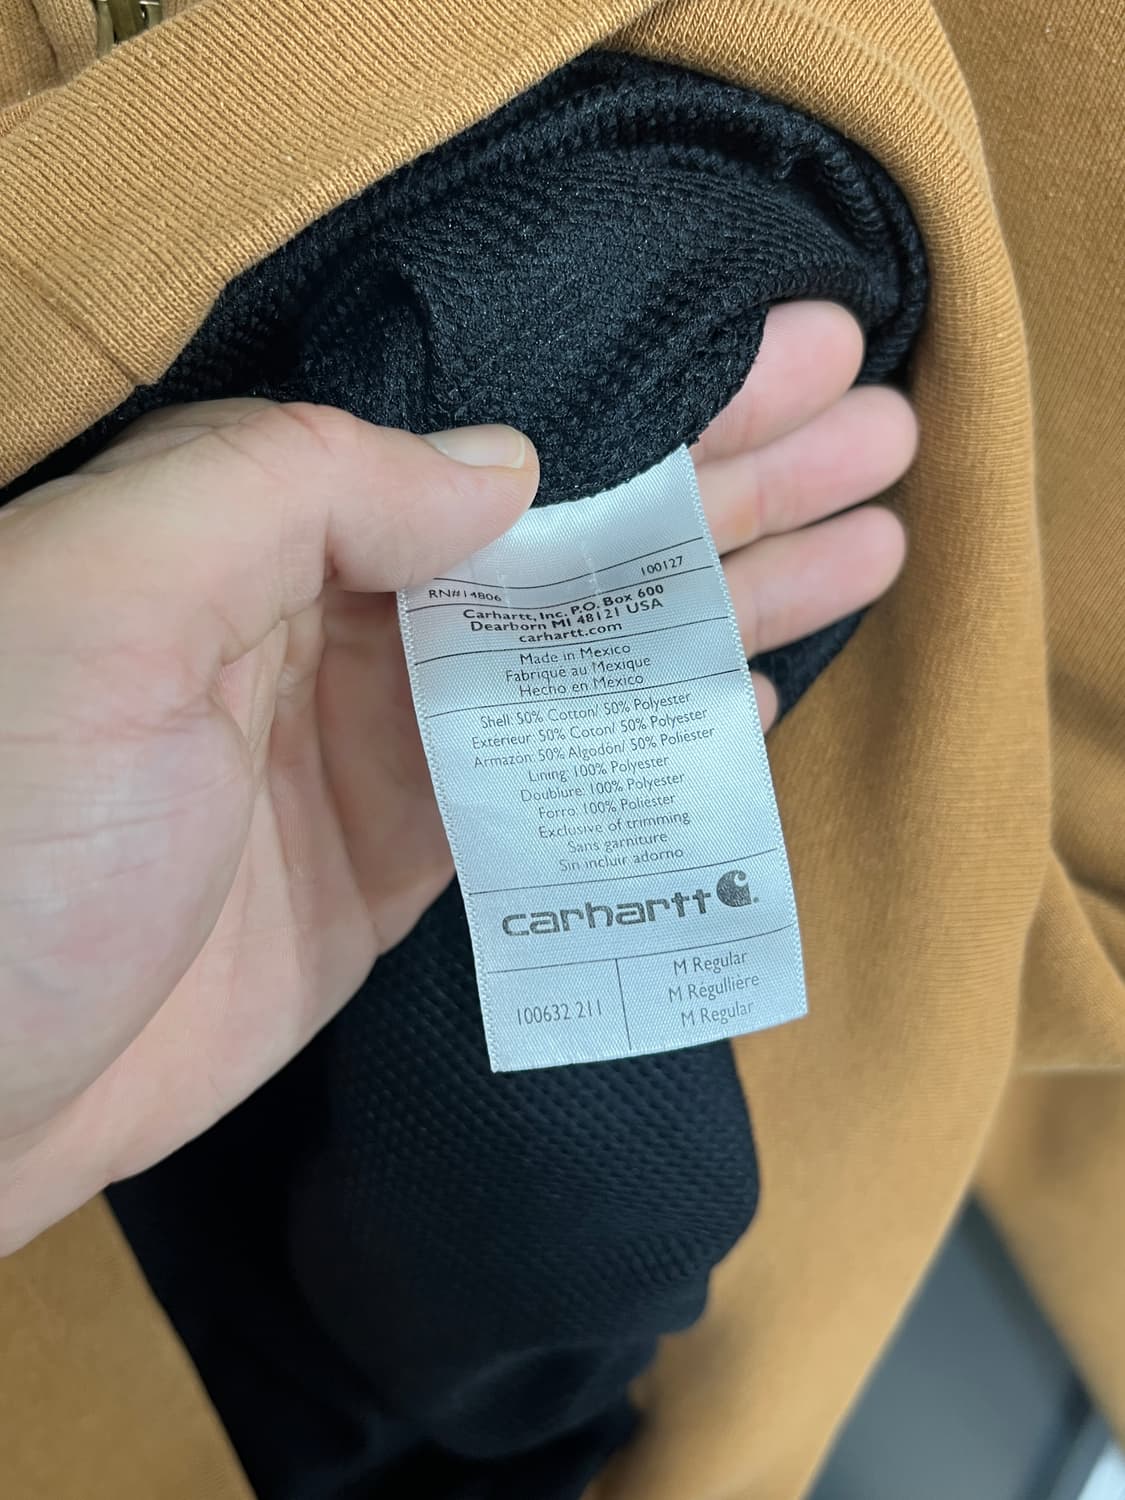 100127
RN# 14806
Carhartt, Inc. P.O. Box 600
Dearborn MI 48121 USA
carhartt.com
Made in Mexico
Fabriqué au Mexique
Hecho en México
Shell: 50% Cotton/ 50% Polyester
Exterieur: 50% Coton/ 50% Polyester
Armazon: 50% Algodón/ 50% Poliester
Lining: 100% Polyester
Doublure: 100% Polyester
Forro: 100% Poliéster
Exclusive of trimming
Sans garniture
Sin incluir adorno
carhartt
100632 211
M Regular
M Régullière
M Regular